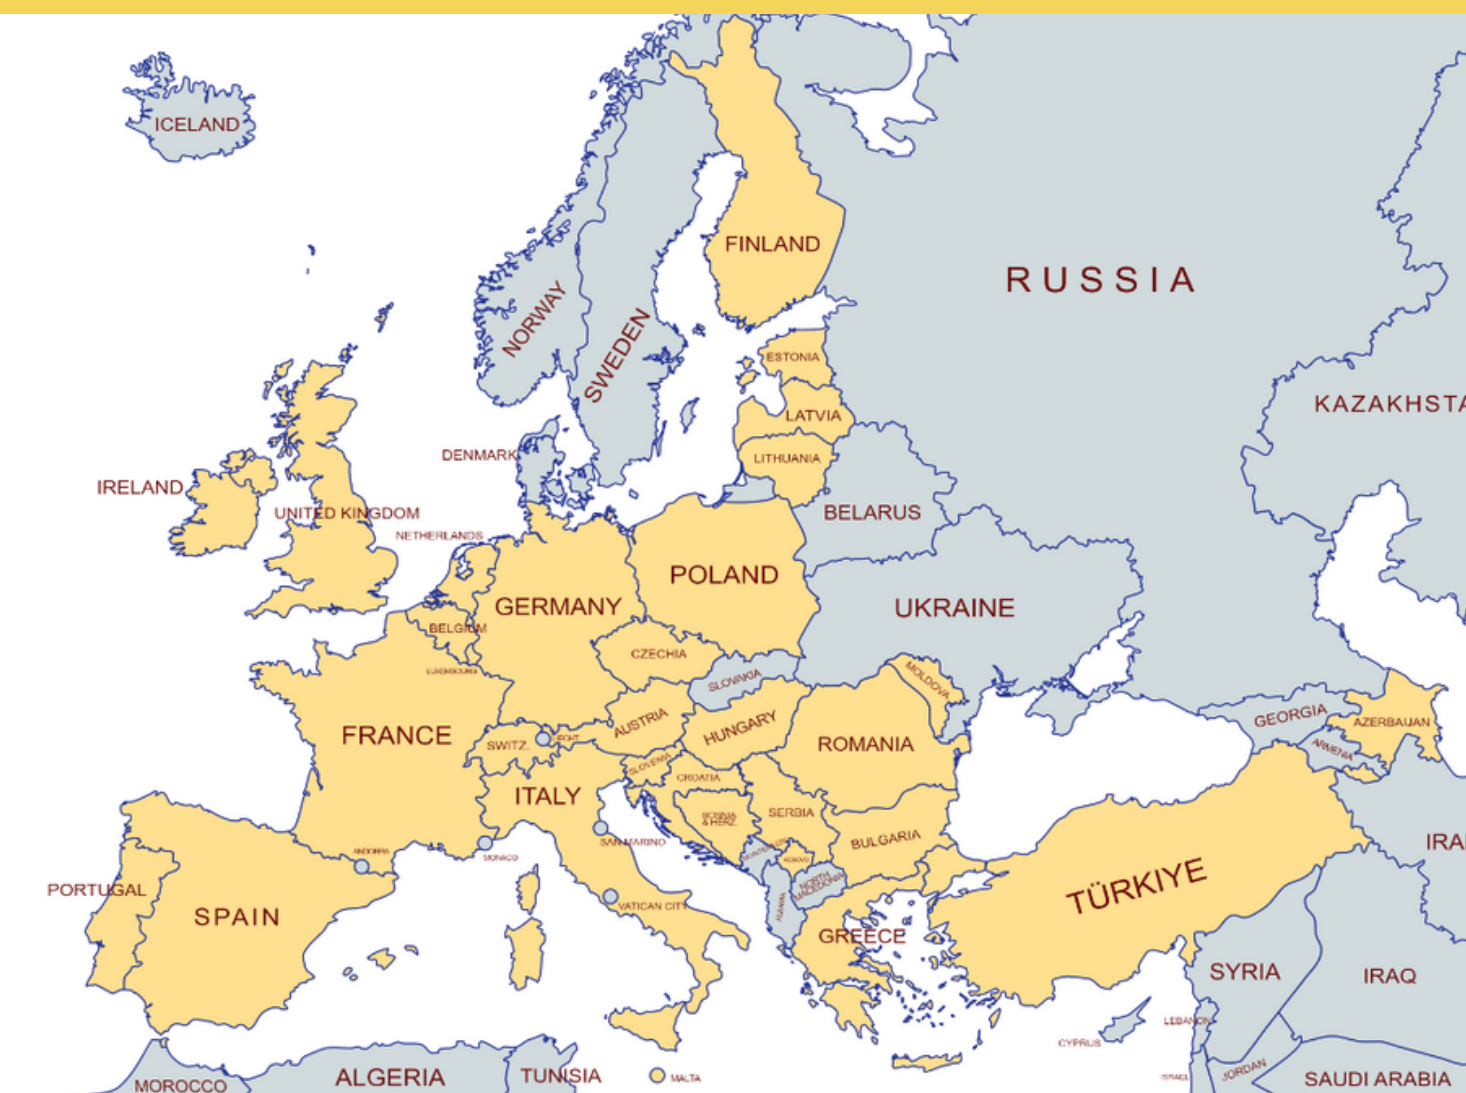 ICELAND
RUSSIA
FINLAND
NORWAY
SWEDEN
ESTONIA
KAZAKHSTA
LATVIA
DENMARK
LITHUANIA
IRELAND
UNITED KINGDOM
BELARUS
NETHERLANDS
POLAND
GERMANY
UKRAINE
BELGIUM
CZECHIA
LUXEMBOURG
SLOVAKIA
MOLDOVA
FRANCE
AUSTRIA
HUNGARY
GEORGIA
AZERBAIJAN
SWITZ.
LIECHT.
ROMANIA
ARMENIA
SLOVENIA
CROATIA
ITALY
BOSNIA
& HERZ.
SERBIA
BULGARIA
SAN MARINO
IRA
ANDORRA
MONACO
MONTENEGRO
KOSOVO
PORTUGAL
SPAIN
VATICAN CITY
NORTH
MACEDONIA
ALBANIA
TÜRKIYE
GREECE
SYRIA
IRAQ
LEBANON
CYPRUS
MOROCCO
ALGERIA
TUNISIA
MALTA
ISRAEL
JORDAN
SAUDI ARABIA